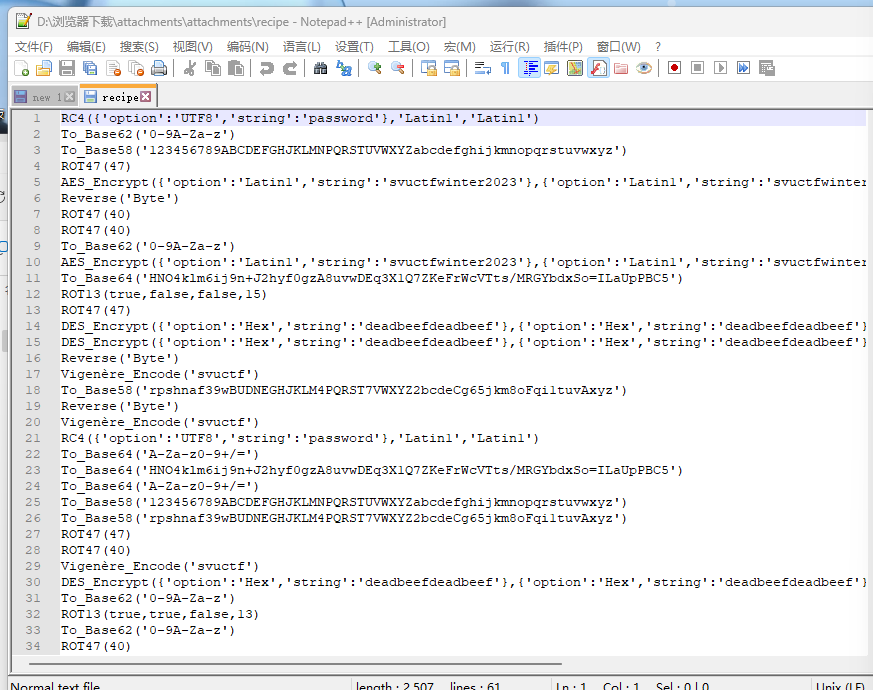 D:\浏览器下载\attachments\attachments\recipe - Notepad++ [Administrator]
文件(F) 编辑(E) 搜索(S) 视图(V) 编码(N) 语言(L) 设置(T) 工具(O) 宏(M) 运行(R) 插件(P) 窗口(W) ?
new 1 recipe
1 RC4({'option':'UTF8','string':'password'},'Latin1','Latin1')
2 To_Base62('0-9A-Za-z')
3 To_Base58('123456789ABCDEFGHJKLMNPQRSTUVWXYZabcdefghijkmnopqrstuvwxyz')
4 ROT47(47)
5 AES_Encrypt({'option':'Latin1','string':'svuctfwinter2023'},{'option':'Latin1','string':'svuctfwinter
6 Reverse('Byte')
7 ROT47(40)
8 ROT47(40)
9 To_Base62('0-9A-Za-z')
10 AES_Encrypt({'option':'Latin1','string':'svuctfwinter2023'},{'option':'Latin1','string':'svuctfwinter
11 To_Base64('HNO4klm6ij9n+J2hyf0gzA8uvwDEq3X1Q7ZKeFrWcVTts/MRGYbdxSo=ILaUpPBC5')
12 ROT13(true,false,false,15)
13 ROT47(47)
14 DES_Encrypt({'option':'Hex','string':'deadbeefdeadbeef'},{'option':'Hex','string':'deadbeefdeadbeef'}
15 DES_Encrypt({'option':'Hex','string':'deadbeefdeadbeef'},{'option':'Hex','string':'deadbeefdeadbeef'}
16 Reverse('Byte')
17 Vigenère_Encode('svuctf')
18 To_Base58('rpshnaf39wBUDNEGHJKLM4PQRST7VWXYZ2bcdeCg65jkm8oFqi1tuvAxyz')
19 Reverse('Byte')
20 Vigenère_Encode('svuctf')
21 RC4({'option':'UTF8','string':'password'},'Latin1','Latin1')
22 To_Base64('A-Za-z0-9+/=')
23 To_Base64('HNO4klm6ij9n+J2hyf0gzA8uvwDEq3X1Q7ZKeFrWcVTts/MRGYbdxSo=ILaUpPBC5')
24 To_Base64('A-Za-z0-9+/=')
25 To_Base58('123456789ABCDEFGHJKLMNPQRSTUVWXYZabcdefghijkmnopqrstuvwxyz')
26 To_Base58('rpshnaf39wBUDNEGHJKLM4PQRST7VWXYZ2bcdeCg65jkm8oFqi1tuvAxyz')
27 ROT47(47)
28 ROT47(40)
29 Vigenère_Encode('svuctf')
30 DES_Encrypt({'option':'Hex','string':'deadbeefdeadbeef'},{'option':'Hex','string':'deadbeefdeadbeef'}
31 To_Base62('0-9A-Za-z')
32 ROT13(true,true,false,13)
33 To_Base62('0-9A-Za-z')
34 ROT47(40)
Normal text file length : 2,507 lines : 61 Ln : 1 Col : 1 Sel : 0 | 0 Unix (LF)